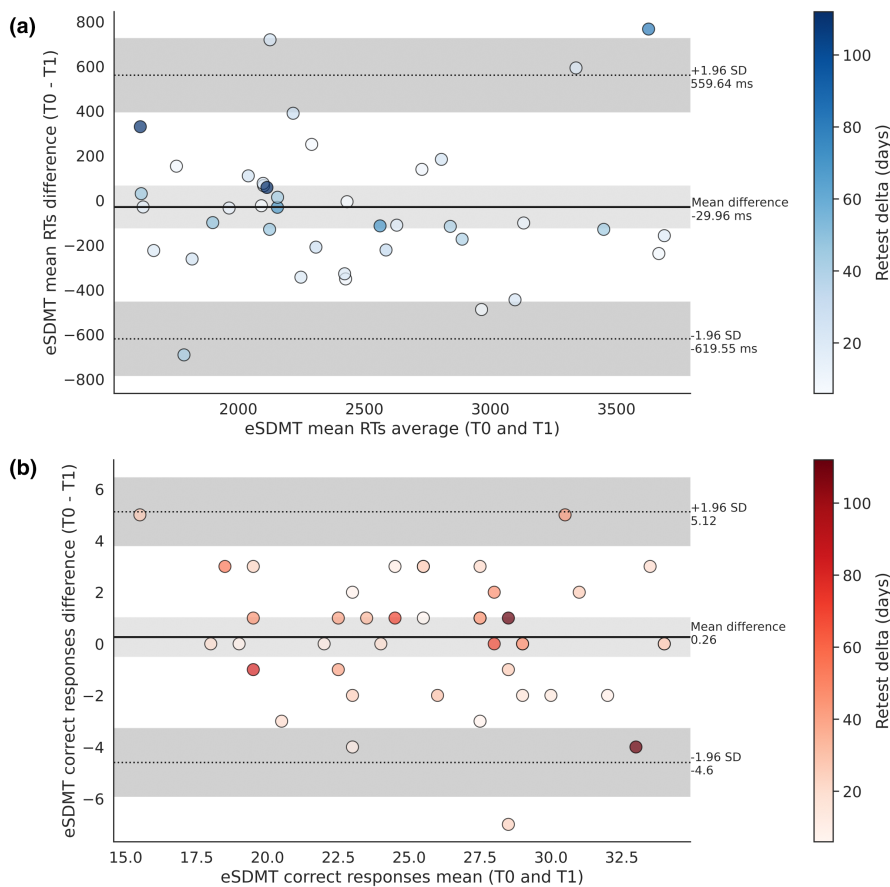 (a)
eSDMT mean RTs difference (T0 - T1)
800
600
400
200
0
−200
−400
−600
−800
+1.96 SD
559.64 ms
Mean difference
-29.96 ms
-1.96 SD
-619.55 ms
2000 2500 3000 3500
eSDMT mean RTs average (T0 and T1)
100
80
60
40
20
Retest delta (days)
(b)
eSDMT correct responses difference (T0 - T1)
6
4
2
0
−2
−4
−6
+1.96 SD
5.12
Mean difference
0.26
-1.96 SD
-4.6
15.0 17.5 20.0 22.5 25.0 27.5 30.0 32.5
eSDMT correct responses mean (T0 and T1)
100
80
60
40
20
Retest delta (days)